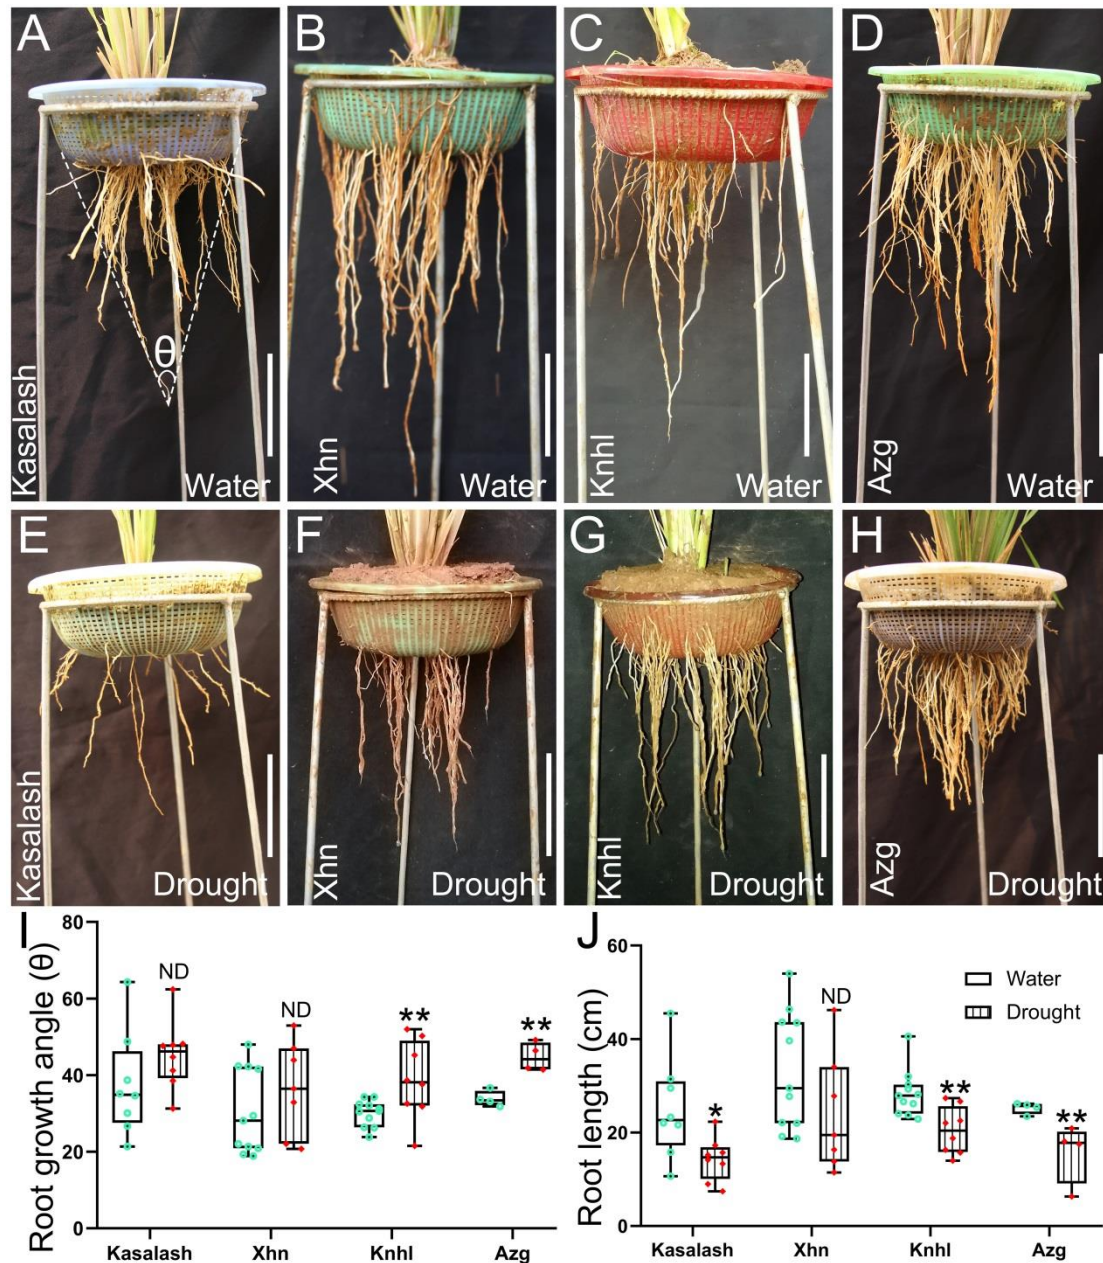 A
B
C
D
θ
Kasalash
Water
Xhn
Water
Knhl
Water
Azg
Water
E
F
G
H
Kasalash
Drought
Xhn
Drought
Knhl
Drought
Azg
Drought
I
Root growth angle (θ)
80
60
40
20
0
ND
ND
**
**
Kasalash
Xhn
Knhl
Azg
J
Root length (cm)
60
40
20
0
*
ND
**
**
Water
Drought
Kasalash
Xhn
Knhl
Azg